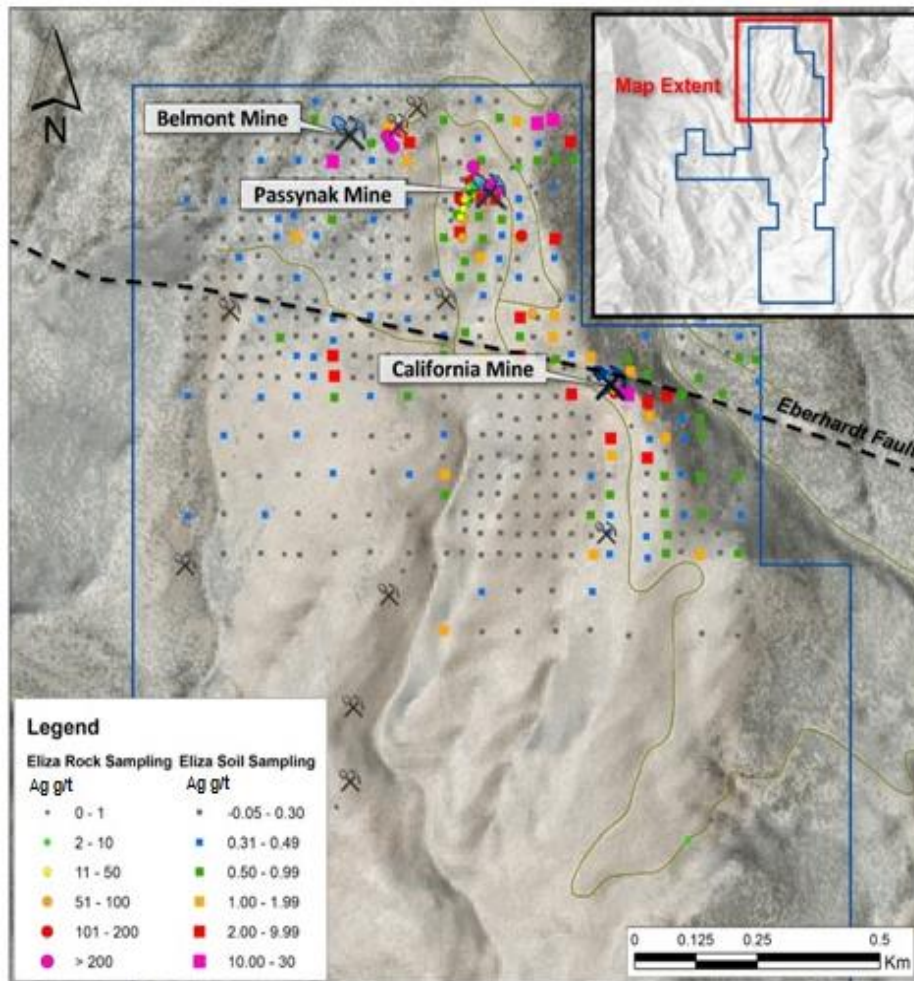 N
Belmont Mine
Passynak Mine
California Mine
Map Extent
Eberhardt Fault
Legend
Eliza Rock Sampling
Ag g/t
0 - 1
2 - 10
11 - 50
51 - 100
101 - 200
> 200
Eliza Soil Sampling
Ag g/t
-0.05 - 0.30
0.31 - 0.49
0.50 - 0.99
1.00 - 1.99
2.00 - 9.99
10.00 - 30
0 0.125 0.25 0.5
Km